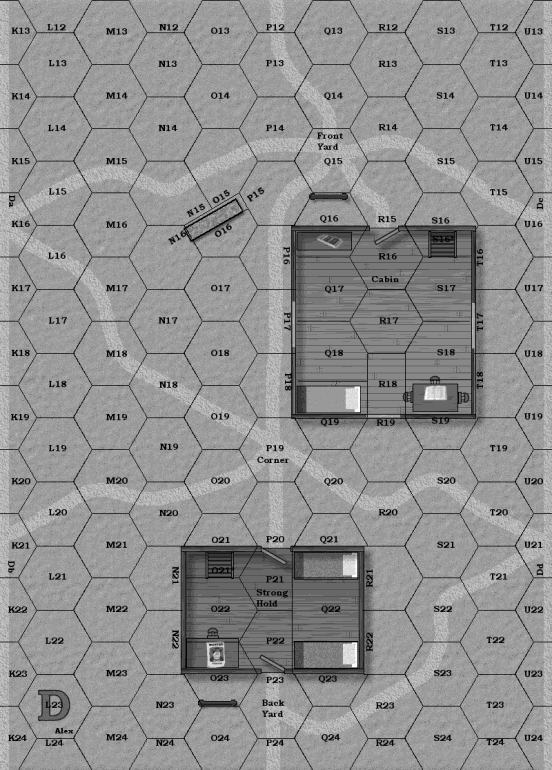 K13 L12 M13 N12 O13 P12 Q13 R12 S13 T12 U13
L13 N13 P13 R13 T13
K14 M14 O14 Q14 S14 U14
L14 N14 P14 R14 T14
Front
Yard
K15 M15 Q15 S15 U15
L15 N15 O15 P15 T15
Da De
K16 M16 N16 O16 Q16 R15 S16 U16
S16
L16 P16 R16 T16
Cabin
K17 M17 O17 Q17 S17 U17
L17 N17 P17 R17 T17
K18 M18 O18 Q18 S18 U18
L18 N18 P18 R18 T18
K19 M19 O19 Q19 R19 S19 U19
L19 N19 P19 T19
Corner
K20 M20 O20 Q20 S20 U20
L20 N20 R20 T20
K21 M21 O21 P20 Q21 S21 U21
Db O21 Pd
L21 N21 P21 R21 T21
Strong
Hold
K22 M22 O22 Q22 S22 U22
L22 N22 P22 R22 T22
K23 M23 O23 P23 Q23 S23 U23
L23 N23 R23 T23
D
Back
Yard
Alex
K24 L24 M24 N24 O24 P24 Q24 R24 S24 T24 U24